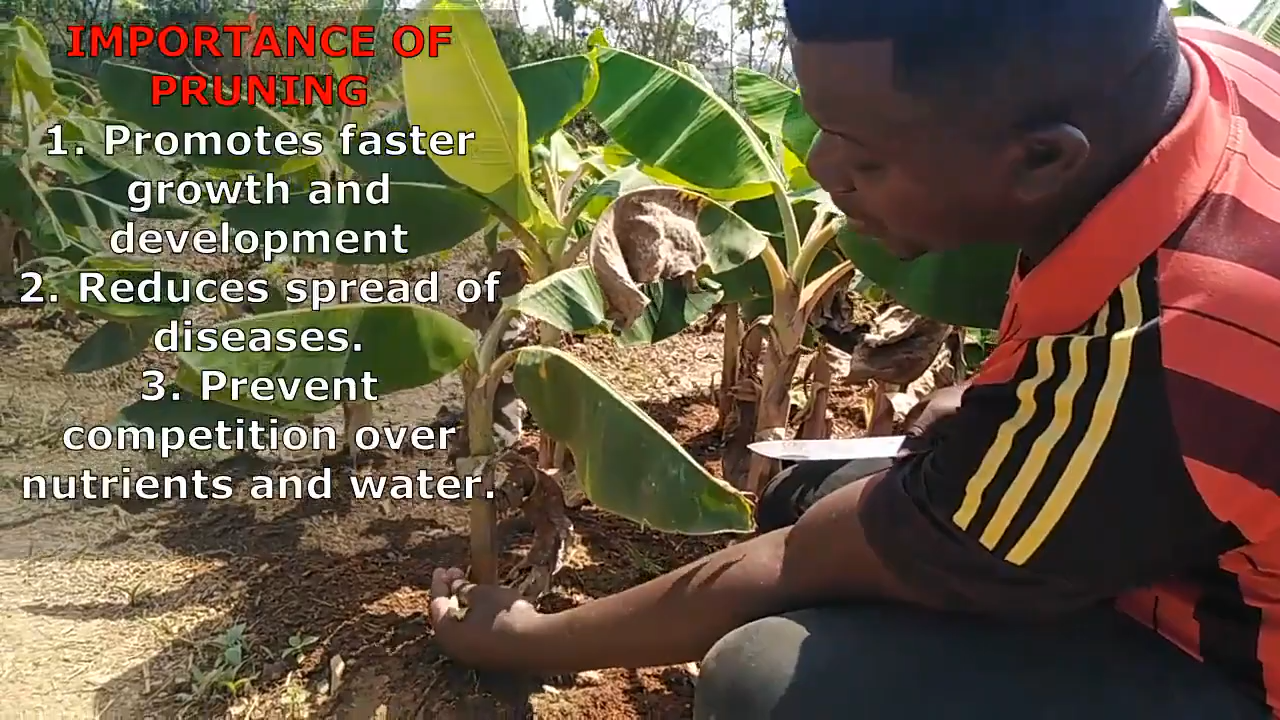 IMPORTANCE OF
PRUNING
1. Promotes faster
growth and
development
2. Reduces spread of
diseases.
3. Prevent
competition over
nutrients and water.